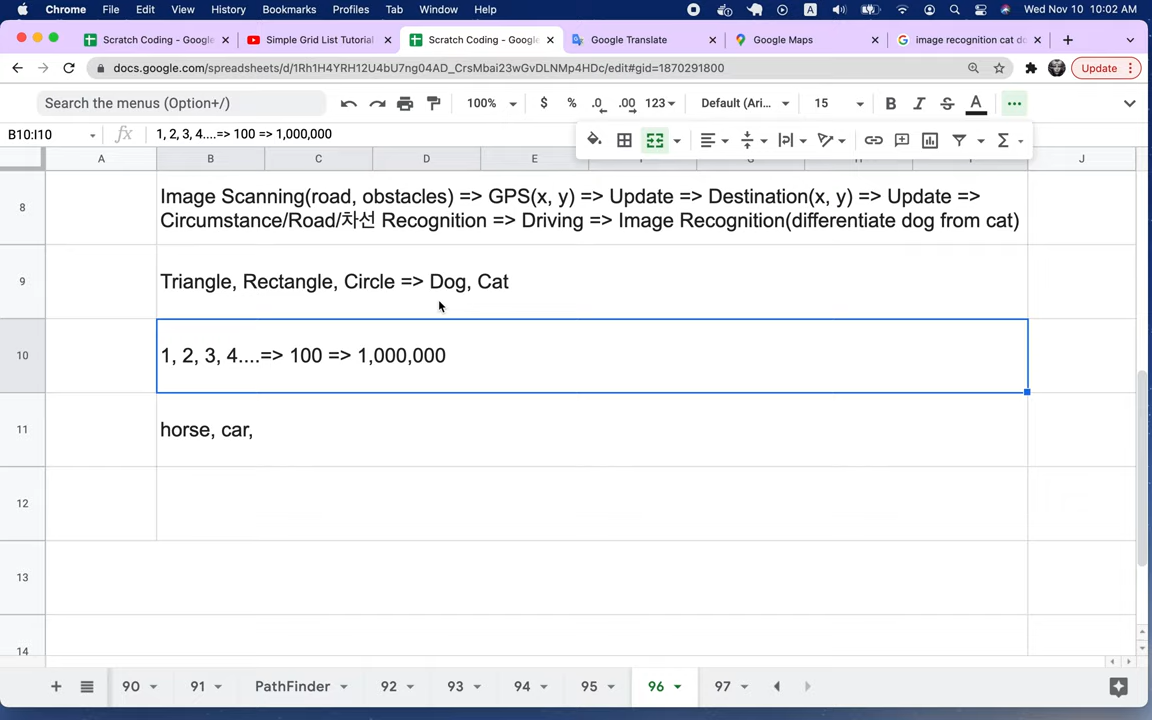 Chrome File Edit View History Bookmarks Profiles Tab Window Help A Wed Nov 10 10:02 AM
Scratch Coding - Google Simple Grid List Tutorial Scratch Coding - Google Google Translate Google Maps image recognition cat do
docs.google.com/spreadsheets/d/1Rh1H4YRH12U4bU7ng04AD_CrsMbai23wGvDLNMp4HDc/edit#gid=1870291800 Update
Search the menus (Option+/) 100% $ % .0 .00 123 Default (Ari... 15 B I S A
B10:I10 fx 1, 2, 3, 4....=> 100 => 1,000,000
A B C D E J
8 Image Scanning(road, obstacles) => GPS(x, y) => Update => Destination(x, y) => Update =>
Circumstance/Road/차선 Recognition => Driving => Image Recognition(differentiate dog from cat)
9 Triangle, Rectangle, Circle => Dog, Cat
10 1, 2, 3, 4....=> 100 => 1,000,000
11 horse, car,
12
13
14
+ 90 91 PathFinder 92 93 94 95 96 97